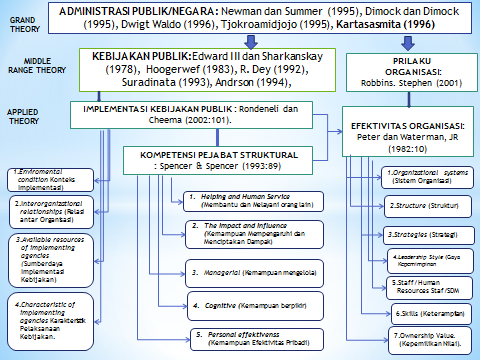 GRAND
THEORY
ADMINISTRASI PUBLIK/NEGARA: Newman dan Summer (1995), Dimock dan Dimock
(1995), Dwigt Waldo (1996), Tjokroamidjojo (1995), Kartasasmita (1996)
MIDDLE
RANGE THEORY
KEBIJAKAN PUBLIK:Edward III dan Sharkanskay
(1978), Hoogerwef (1983), R. Dey (1992),
Suradinata (1993), Andrson (1994),
PRILAKU
ORGANISASI:
Robbins. Stephen (2001)
APPLIED
THEORY
IMPLEMENTASI KEBIJAKAN PUBLIK : Rondeneli dan
Cheema (2002:101).
EFEKTIVITAS ORGANISASI:
Peter dan Waterman, JR
(1982:10)
KOMPETENSI PEJABAT STRUKTURAL
: Spencer & Spencer (1993:89)
1.Enviromental
condition Konteks
Implementasi)
2.Interorganizational
relationships (Relasi
antar Organisasi)
3.Available resources
of implementing
agencies
(Sumberdaya
Implementasi
Kebijakan)
4.Characteristic of
implementing
agencies Karakteristik
Pelaksanaan
Kebijakan.
1. Helping and Human Service
(Membantu dan Melayani orang lain)
2. The Impact and Influence
(Kemampuan Mempengaruhi dan
Menciptakan Dampak)
3. Managerial (Kemampuan mengelola)
4. Cognitive (Kemampuan berpikir)
5. Personal effectivenss
(Kemampuan Efektivitas Pribadi)
1.Organizational systems
(Sistem Organisasi)
2.Structure (Struktur)
3.Strategies (Strategi)
4.Leadership Style (Gaya
Kepemimpinan
5.Staff/Human
Resources Staf/SDM
6.Skills (Keterampilan)
7.Ownership Value.
(Kepemilikan Nilai).